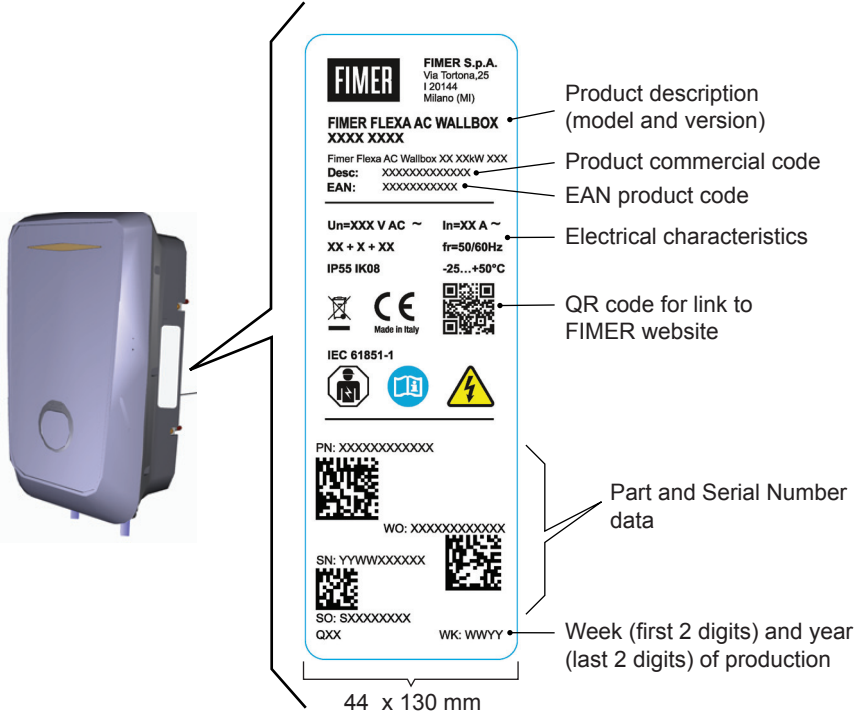 FIMER
FIMER S.p.A.
Via Tortona,25
I 20144
Milano (MI)
FIMER FLEXA AC WALLBOX
XXXX XXXX
Fimer Flexa AC Wallbox XX XXkW XXX
Desc: XXXXXXXXXXXXX
EAN: XXXXXXXXXXX
Un=XXX V AC ~ In=XX A ~
XX + X + XX fr=50/60Hz
IP55 IK08 -25...+50°C
CE
Made in Italy
IEC 61851-1
PN: XXXXXXXXXXXXX
WO: XXXXXXXXXXXXX
SN: YYWWXXXXXX
SO: SXXXXXXXX
QXX WK: WWYY
Product description
(model and version)
Product commercial code
EAN product code
Electrical characteristics
QR code for link to
FIMER website
Part and Serial Number
data
Week (first 2 digits) and year
(last 2 digits) of production
44 x 130 mm